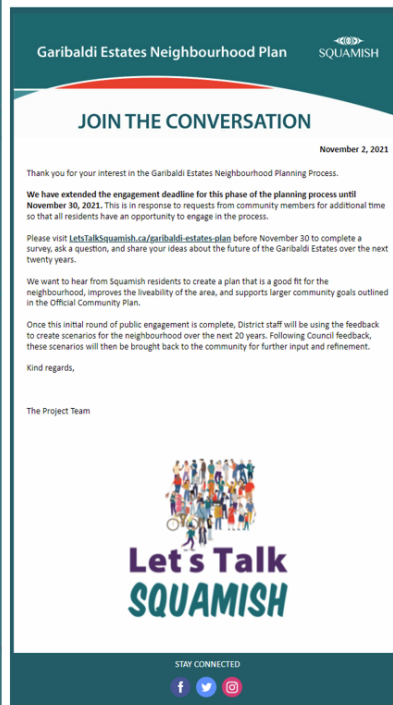 Garibaldi Estates Neighbourhood Plan
SQUAMISH
JOIN THE CONVERSATION
November 2, 2021
Thank you for your interest in the Garibaldi Estates Neighbourhood Planning Process.
We have extended the engagement deadline for this phase of the planning process until
November 30, 2021. This is in response to requests from community members for additional time
so that all residents have an opportunity to engage in the process.
Please visit LetsTalkSquamish.ca/garibaldi-estates-plan before November 30 to complete a
survey, ask a question, and share your ideas about the future of the Garibaldi Estates over the next
twenty years.
We want to hear from Squamish residents to create a plan that is a good fit for the
neighbourhood, improves the liveability of the area, and supports larger community goals outlined
in the Official Community Plan.
Once this initial round of public engagement is complete, District staff will be using the feedback
to create scenarios for the neighbourhood over the next 20 years. Following Council feedback,
these scenarios will then be brought back to the community for further input and refinement.
Kind regards,
The Project Team
Let's Talk
SQUAMISH
STAY CONNECTED